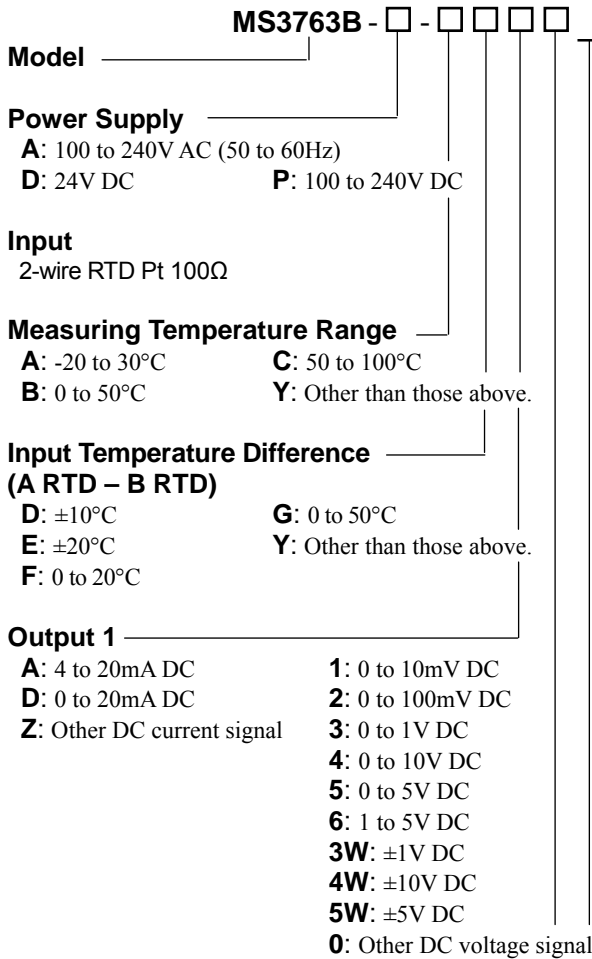 MS3763B - □ - □ □ □ □
Model
Power Supply
A: 100 to 240V AC (50 to 60Hz)
D: 24V DC P: 100 to 240V DC
Input
2-wire RTD Pt 100Ω
Measuring Temperature Range
A: -20 to 30°C C: 50 to 100°C
B: 0 to 50°C Y: Other than those above.
Input Temperature Difference
(A RTD – B RTD)
D: ±10°C G: 0 to 50°C
E: ±20°C Y: Other than those above.
F: 0 to 20°C
Output 1
A: 4 to 20mA DC 1: 0 to 10mV DC
D: 0 to 20mA DC 2: 0 to 100mV DC
Z: Other DC current signal 3: 0 to 1V DC
4: 0 to 10V DC
5: 0 to 5V DC
6: 1 to 5V DC
3W: ±1V DC
4W: ±10V DC
5W: ±5V DC
0: Other DC voltage signal